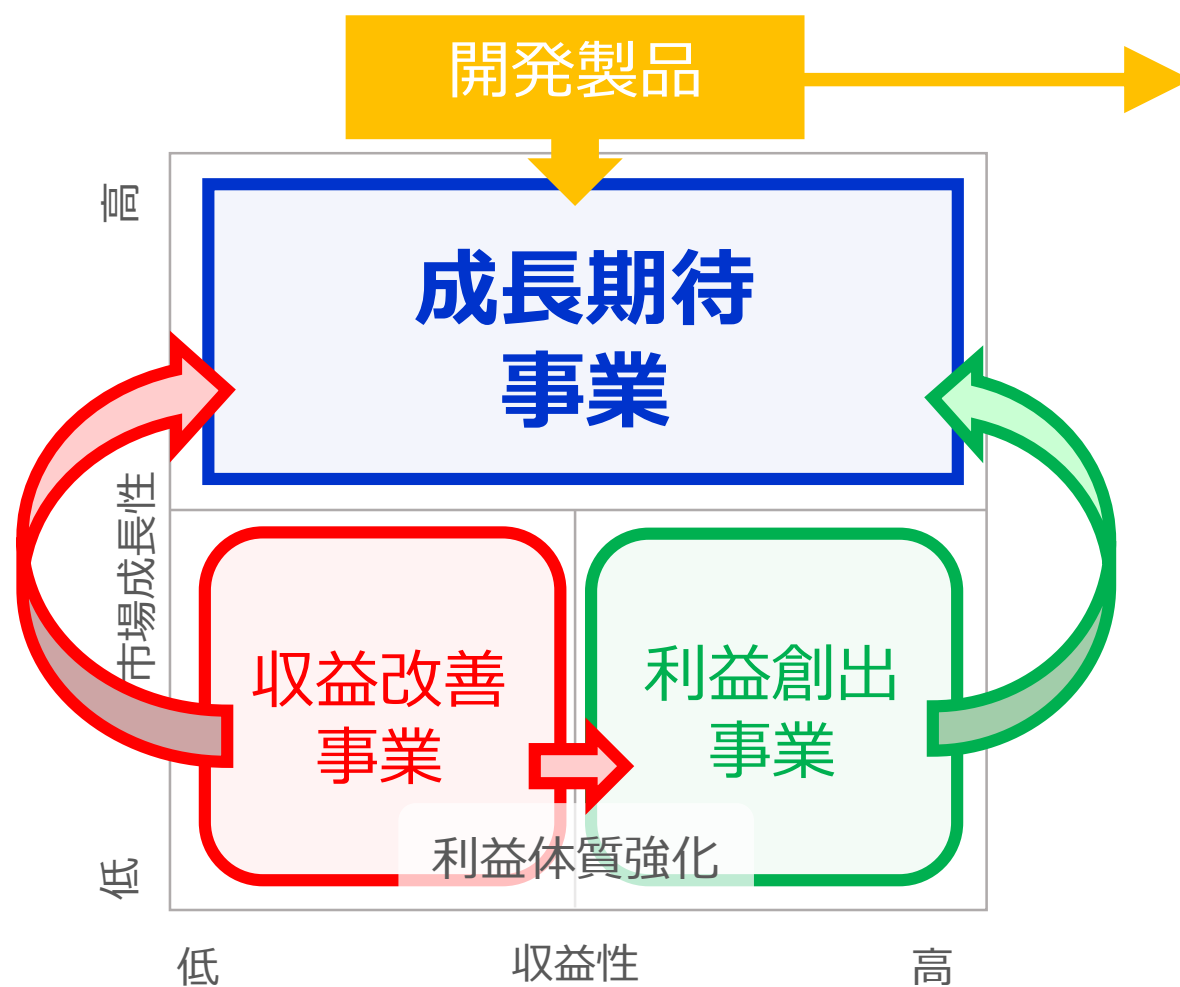 開発製品
高
成長期待
事業
市場成長性
収益改善
事業
利益創出
事業
利益体質強化
低
低
収益性
高